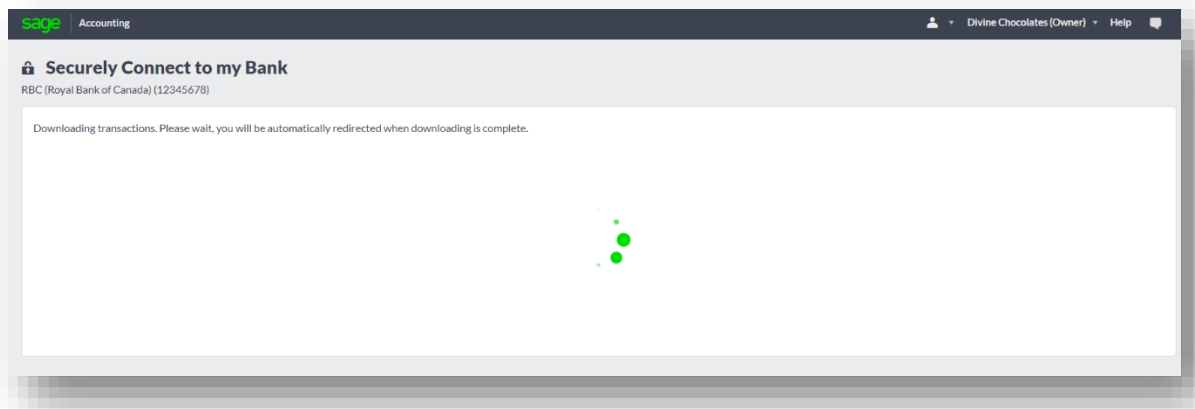 sage Accounting Divine Chocolates (Owner) Help
Securely Connect to my Bank
RBC (Royal Bank of Canada) (12345678)
Downloading transactions. Please wait, you will be automatically redirected when downloading is complete.